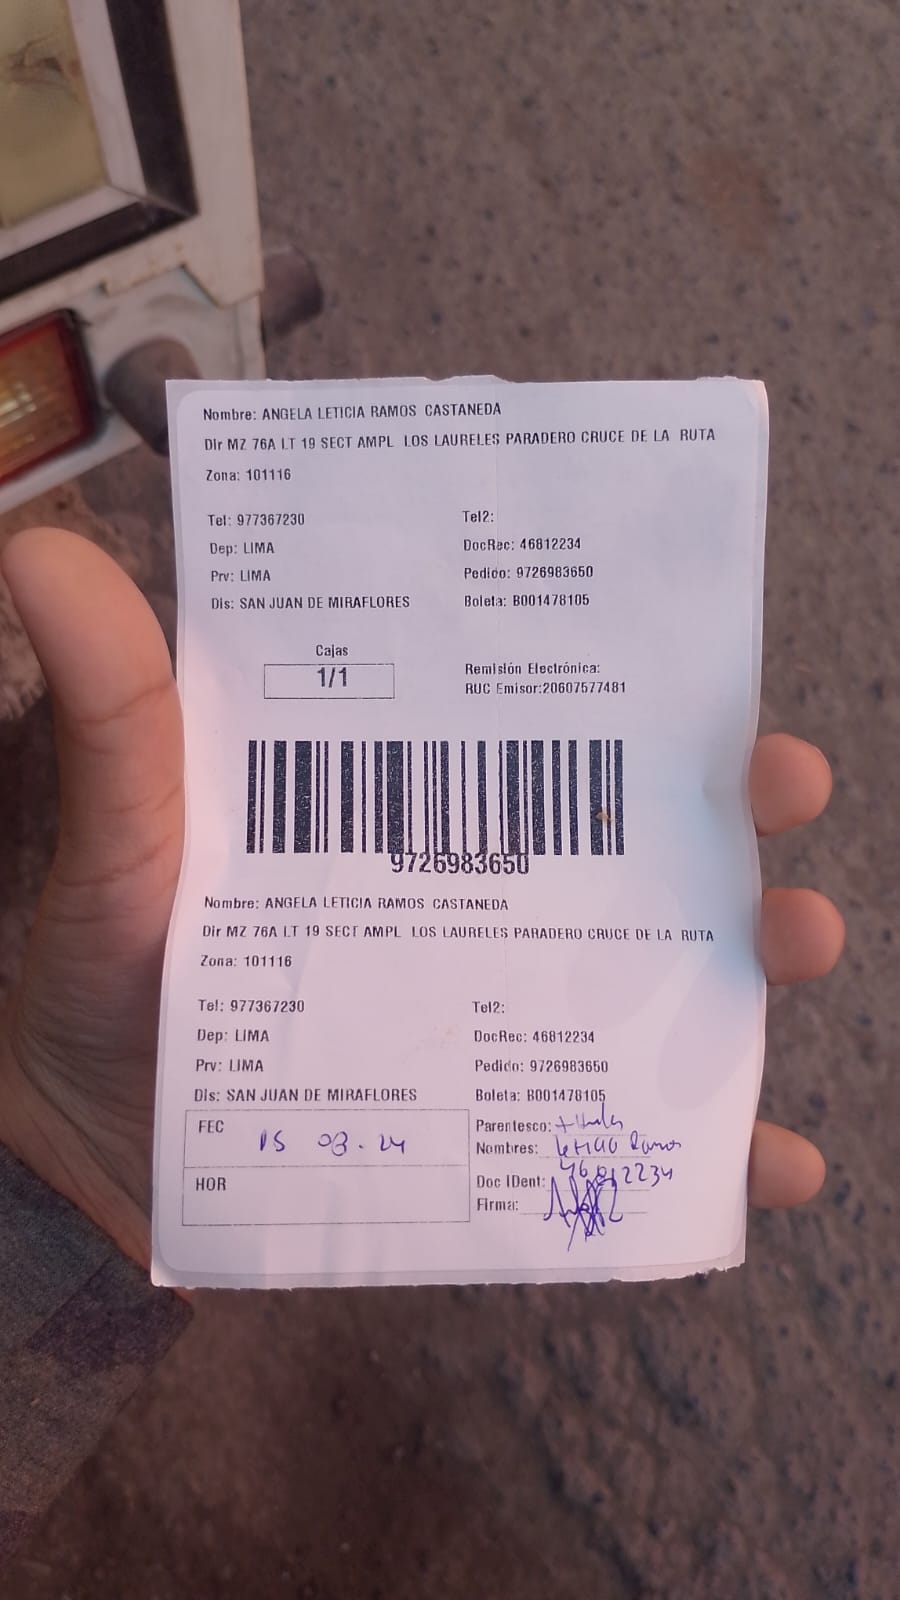 Nombre: ANGELA LETICIA RAMOS CASTANEDA
Dir MZ 76A LT 19 SECT AMPL LOS LAURELES PARADERO CRUCE DE LA RUTA
Zona: 101116
Tel: 977367230 Tel2:
Dep: LIMA DocRec: 46812234
Prv: LIMA Pedido: 9726983650
Dis: SAN JUAN DE MIRAFLORES Boleta: B001478105
Cajas
1/1
Remisión Electrónica:
RUC Emisor:20607577481
9726983650
Nombre: ANGELA LETICIA RAMOS CASTANEDA
Dir MZ 76A LT 19 SECT AMPL LOS LAURELES PARADERO CRUCE DE LA RUTA
Zona: 101116
Tel: 977367230 Tel2:
Dep: LIMA DocRec: 46812234
Prv: LIMA Pedido: 9726983650
Dis: SAN JUAN DE MIRAFLORES Boleta: B001478105
FEC 15 03. 24
Parentesco:
Nombres: Leticia Ramos
HOR
Doc IDent: 46812234
Firma: